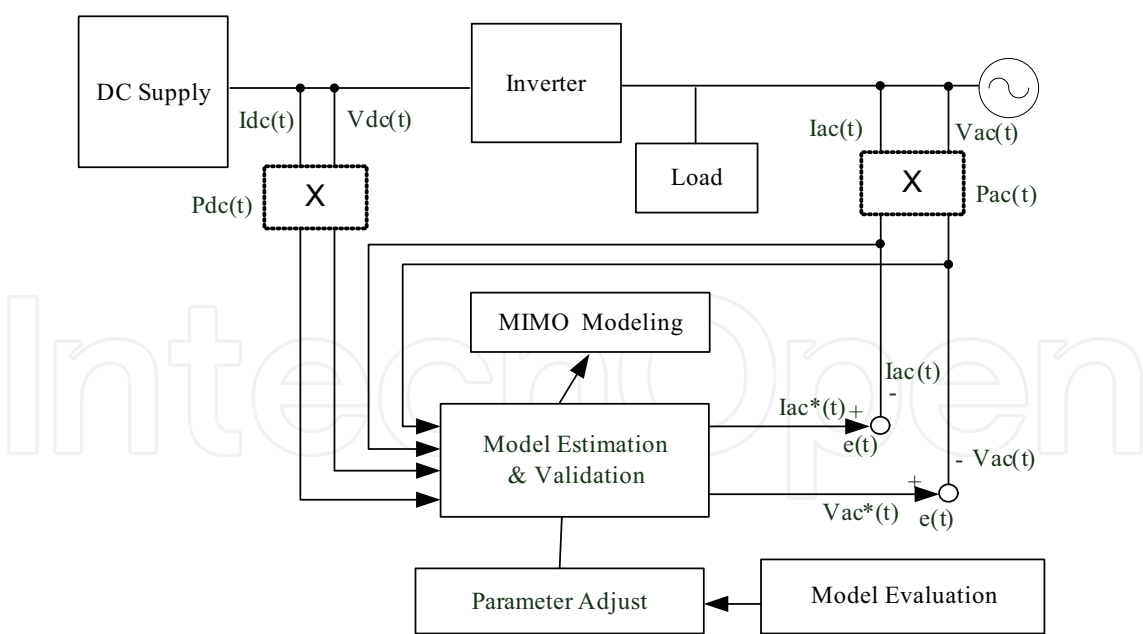 DC Supply
Inverter
Idc(t)
Vdc(t)
Iac(t)
Vac(t)
Load
X
X
Pdc(t)
Pac(t)
IntechOpen
MIMO Modeling
Iac(t)
-
Iac*(t)
+
e(t)
Model Estimation
& Validation
- Vac(t)
+
Vac*(t)
e(t)
Parameter Adjust
Model Evaluation